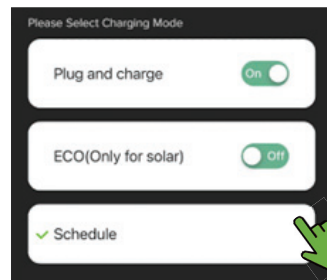 Please Select Charging Mode
Plug and charge
On
ECO(Only for solar)
Off
Schedule